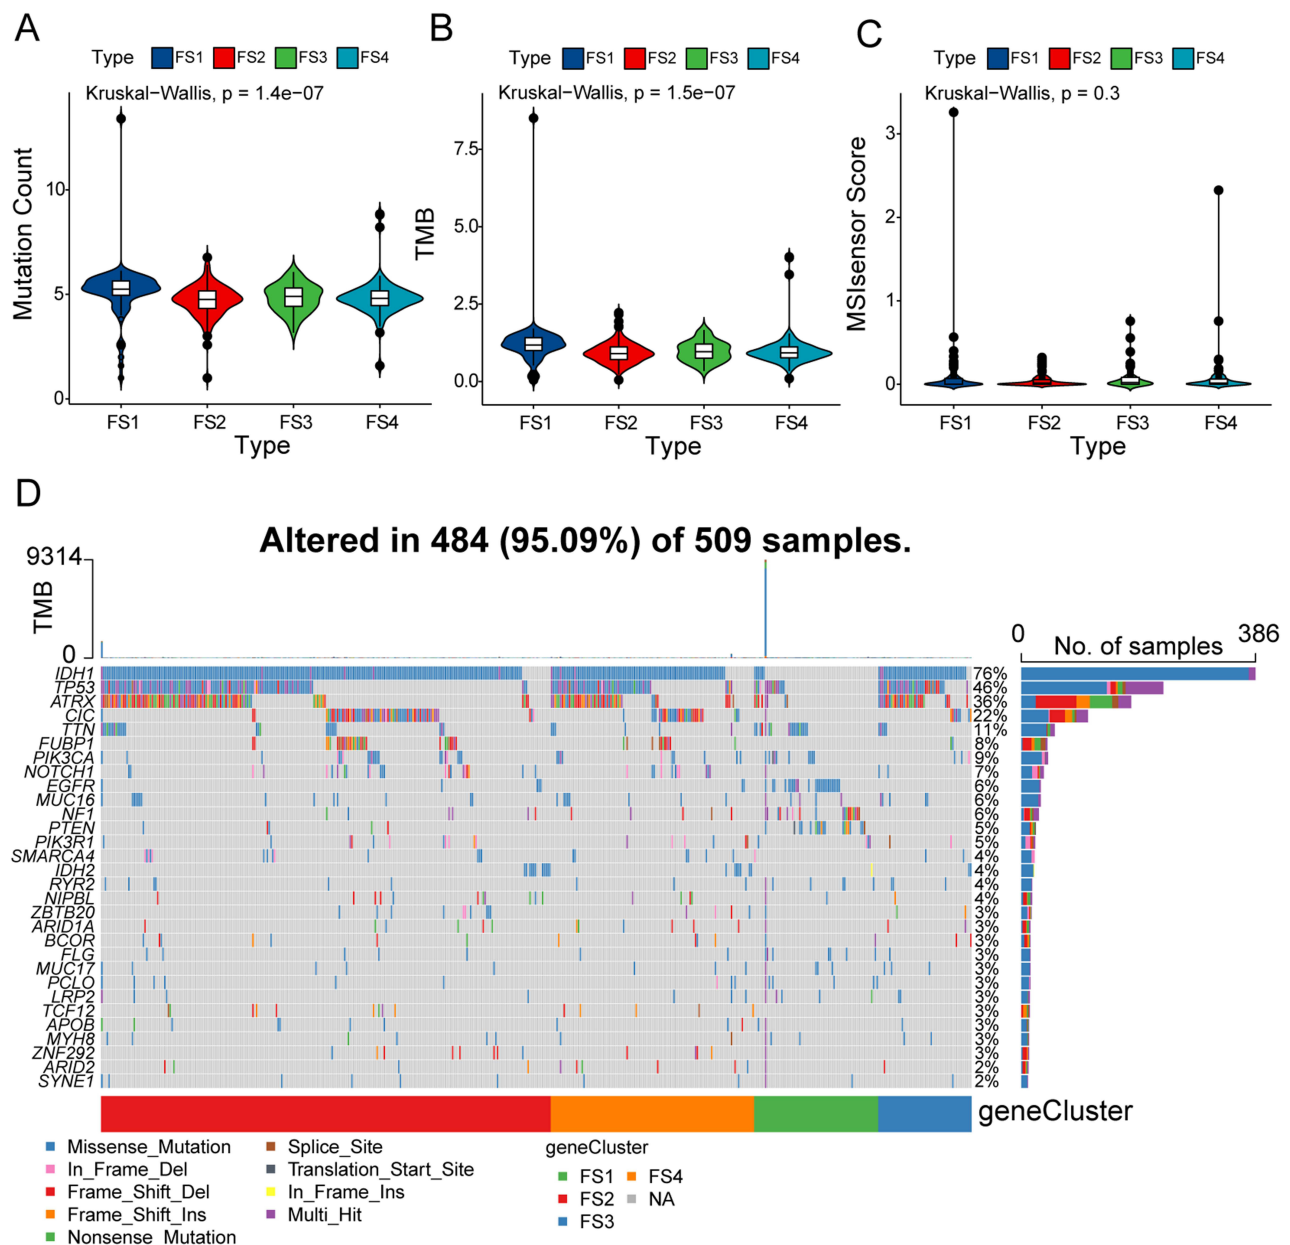 A
Type FS1 FS2 FS3 FS4
Kruskal−Wallis, p = 1.4e−07
Mutation Count
10
5
0
FS1 FS2 FS3 FS4
Type
B
Type FS1 FS2 FS3 FS4
Kruskal−Wallis, p = 1.5e−07
TMB
7.5
5.0
2.5
0.0
FS1 FS2 FS3 FS4
Type
C
Type FS1 FS2 FS3 FS4
Kruskal−Wallis, p = 0.3
MSIsensor Score
3
2
1
0
FS1 FS2 FS3 FS4
Type
D
Altered in 484 (95.09%) of 509 samples.
9314
TMB
0
0 386
No. of samples
IDH1 76%
TP53 46%
ATRX 36%
CIC 22%
TTN 11%
FUBP1 8%
PIK3CA 9%
NOTCH1 7%
EGFR 6%
MUC16 6%
NF1 6%
PTEN 5%
PIK3R1 5%
SMARCA4 4%
IDH2 4%
RYR2 4%
NIPBL 4%
ZBTB20 3%
ARID1A 3%
BCOR 3%
FLG 3%
MUC17 3%
PCLO 3%
LRP2 3%
TCF12 3%
APOB 3%
MYH8 3%
ZNF292 3%
ARID2 2%
SYNE1 2%
geneCluster
Missense_Mutation
In_Frame_Del
Frame_Shift_Del
Frame_Shift_Ins
Nonsense_Mutation
Splice_Site
Translation_Start_Site
In_Frame_Ins
Multi_Hit
geneCluster
FS1 FS4
FS2 NA
FS3